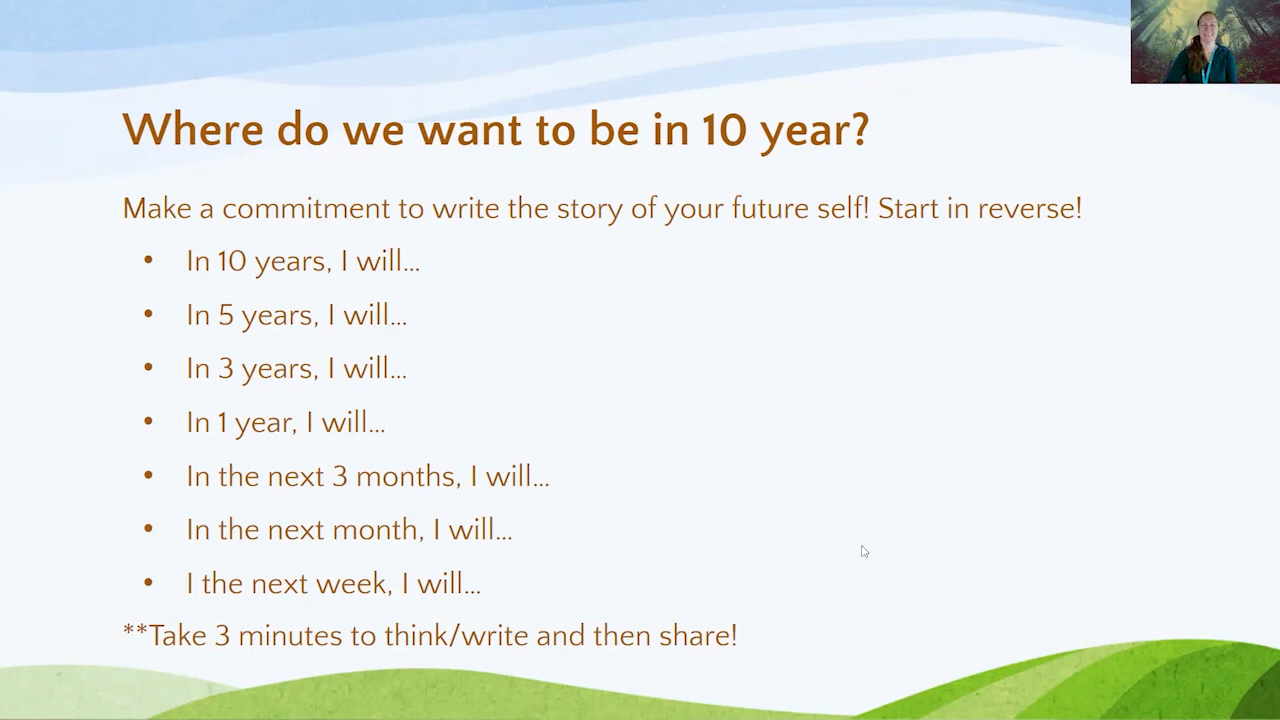 Where do we want to be in 10 year?
Make a commitment to write the story of your future self! Start in reverse!
• In 10 years, I will...
• In 5 years, I will...
• In 3 years, I will...
• In 1 year, I will...
• In the next 3 months, I will...
• In the next month, I will...
• I the next week, I will...
**Take 3 minutes to think/write and then share!